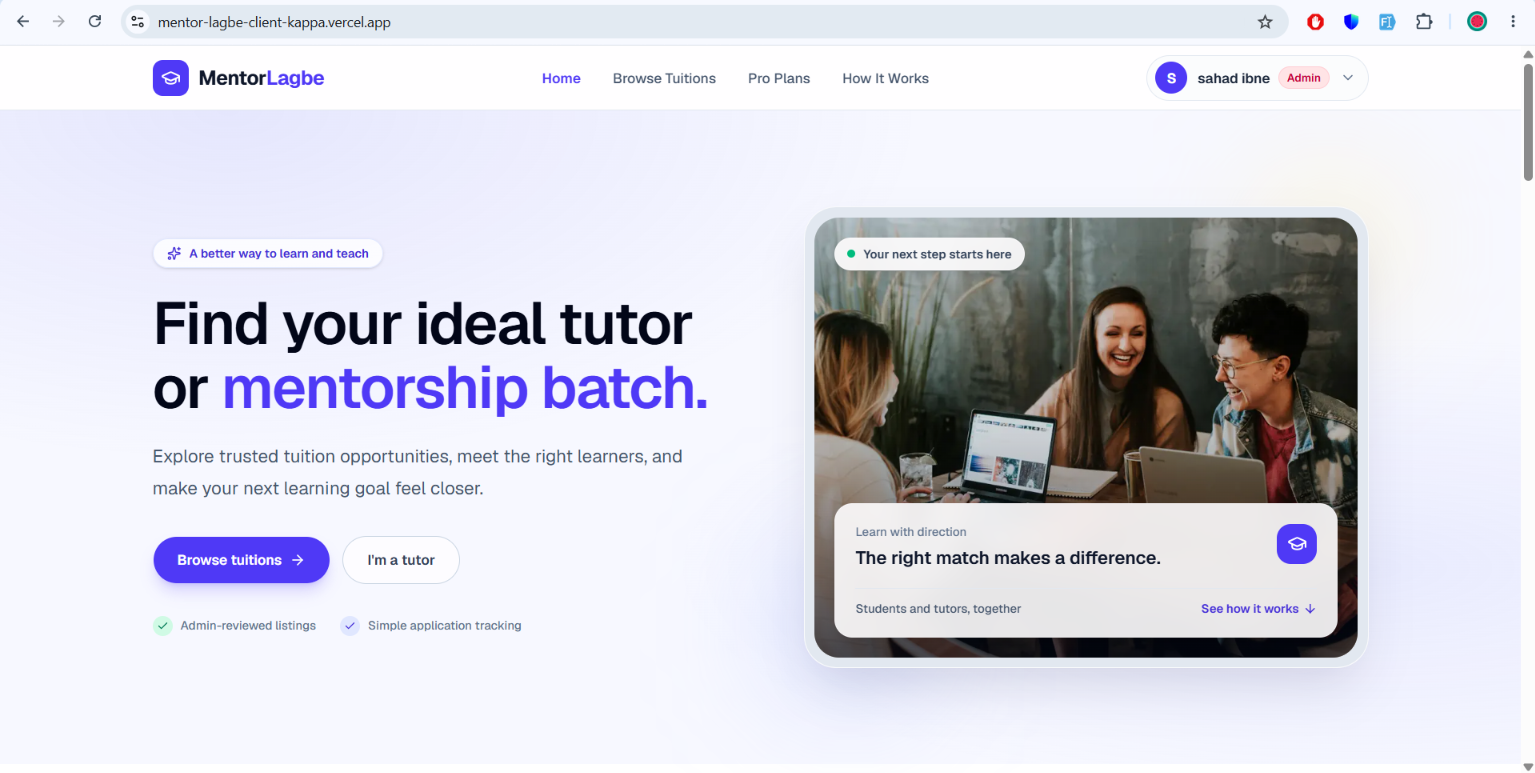 mentor-lagbe-client-kappa.vercel.app
MentorLagbe
Home
Browse Tuitions
Pro Plans
How It Works
S
sahad ibne
Admin
A better way to learn and teach
Find your ideal tutor
or mentorship batch.
Explore trusted tuition opportunities, meet the right learners, and
make your next learning goal feel closer.
Browse tuitions
I'm a tutor
Admin-reviewed listings
Simple application tracking
Your next step starts here
Learn with direction
The right match makes a difference.
Students and tutors, together
See how it works